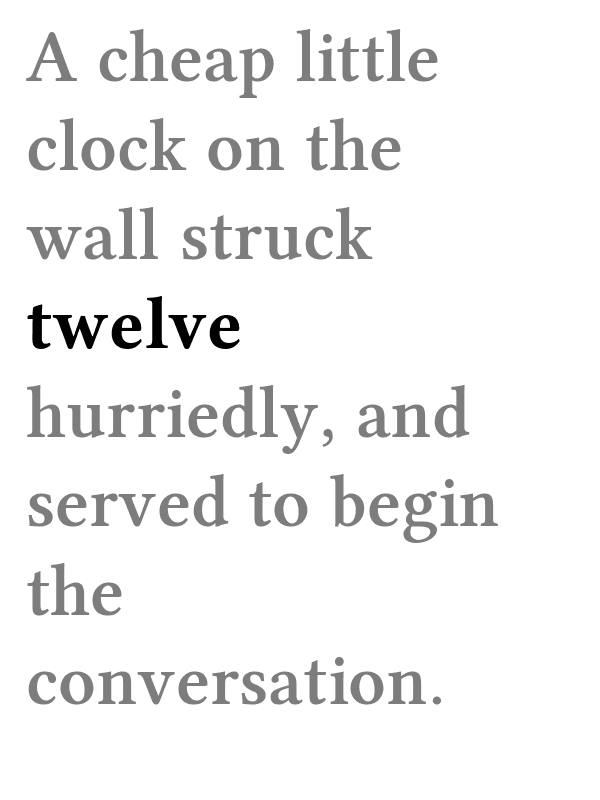 A cheap little
clock on the
wall struck
twelve
hurriedly, and
served to begin
the
conversation.